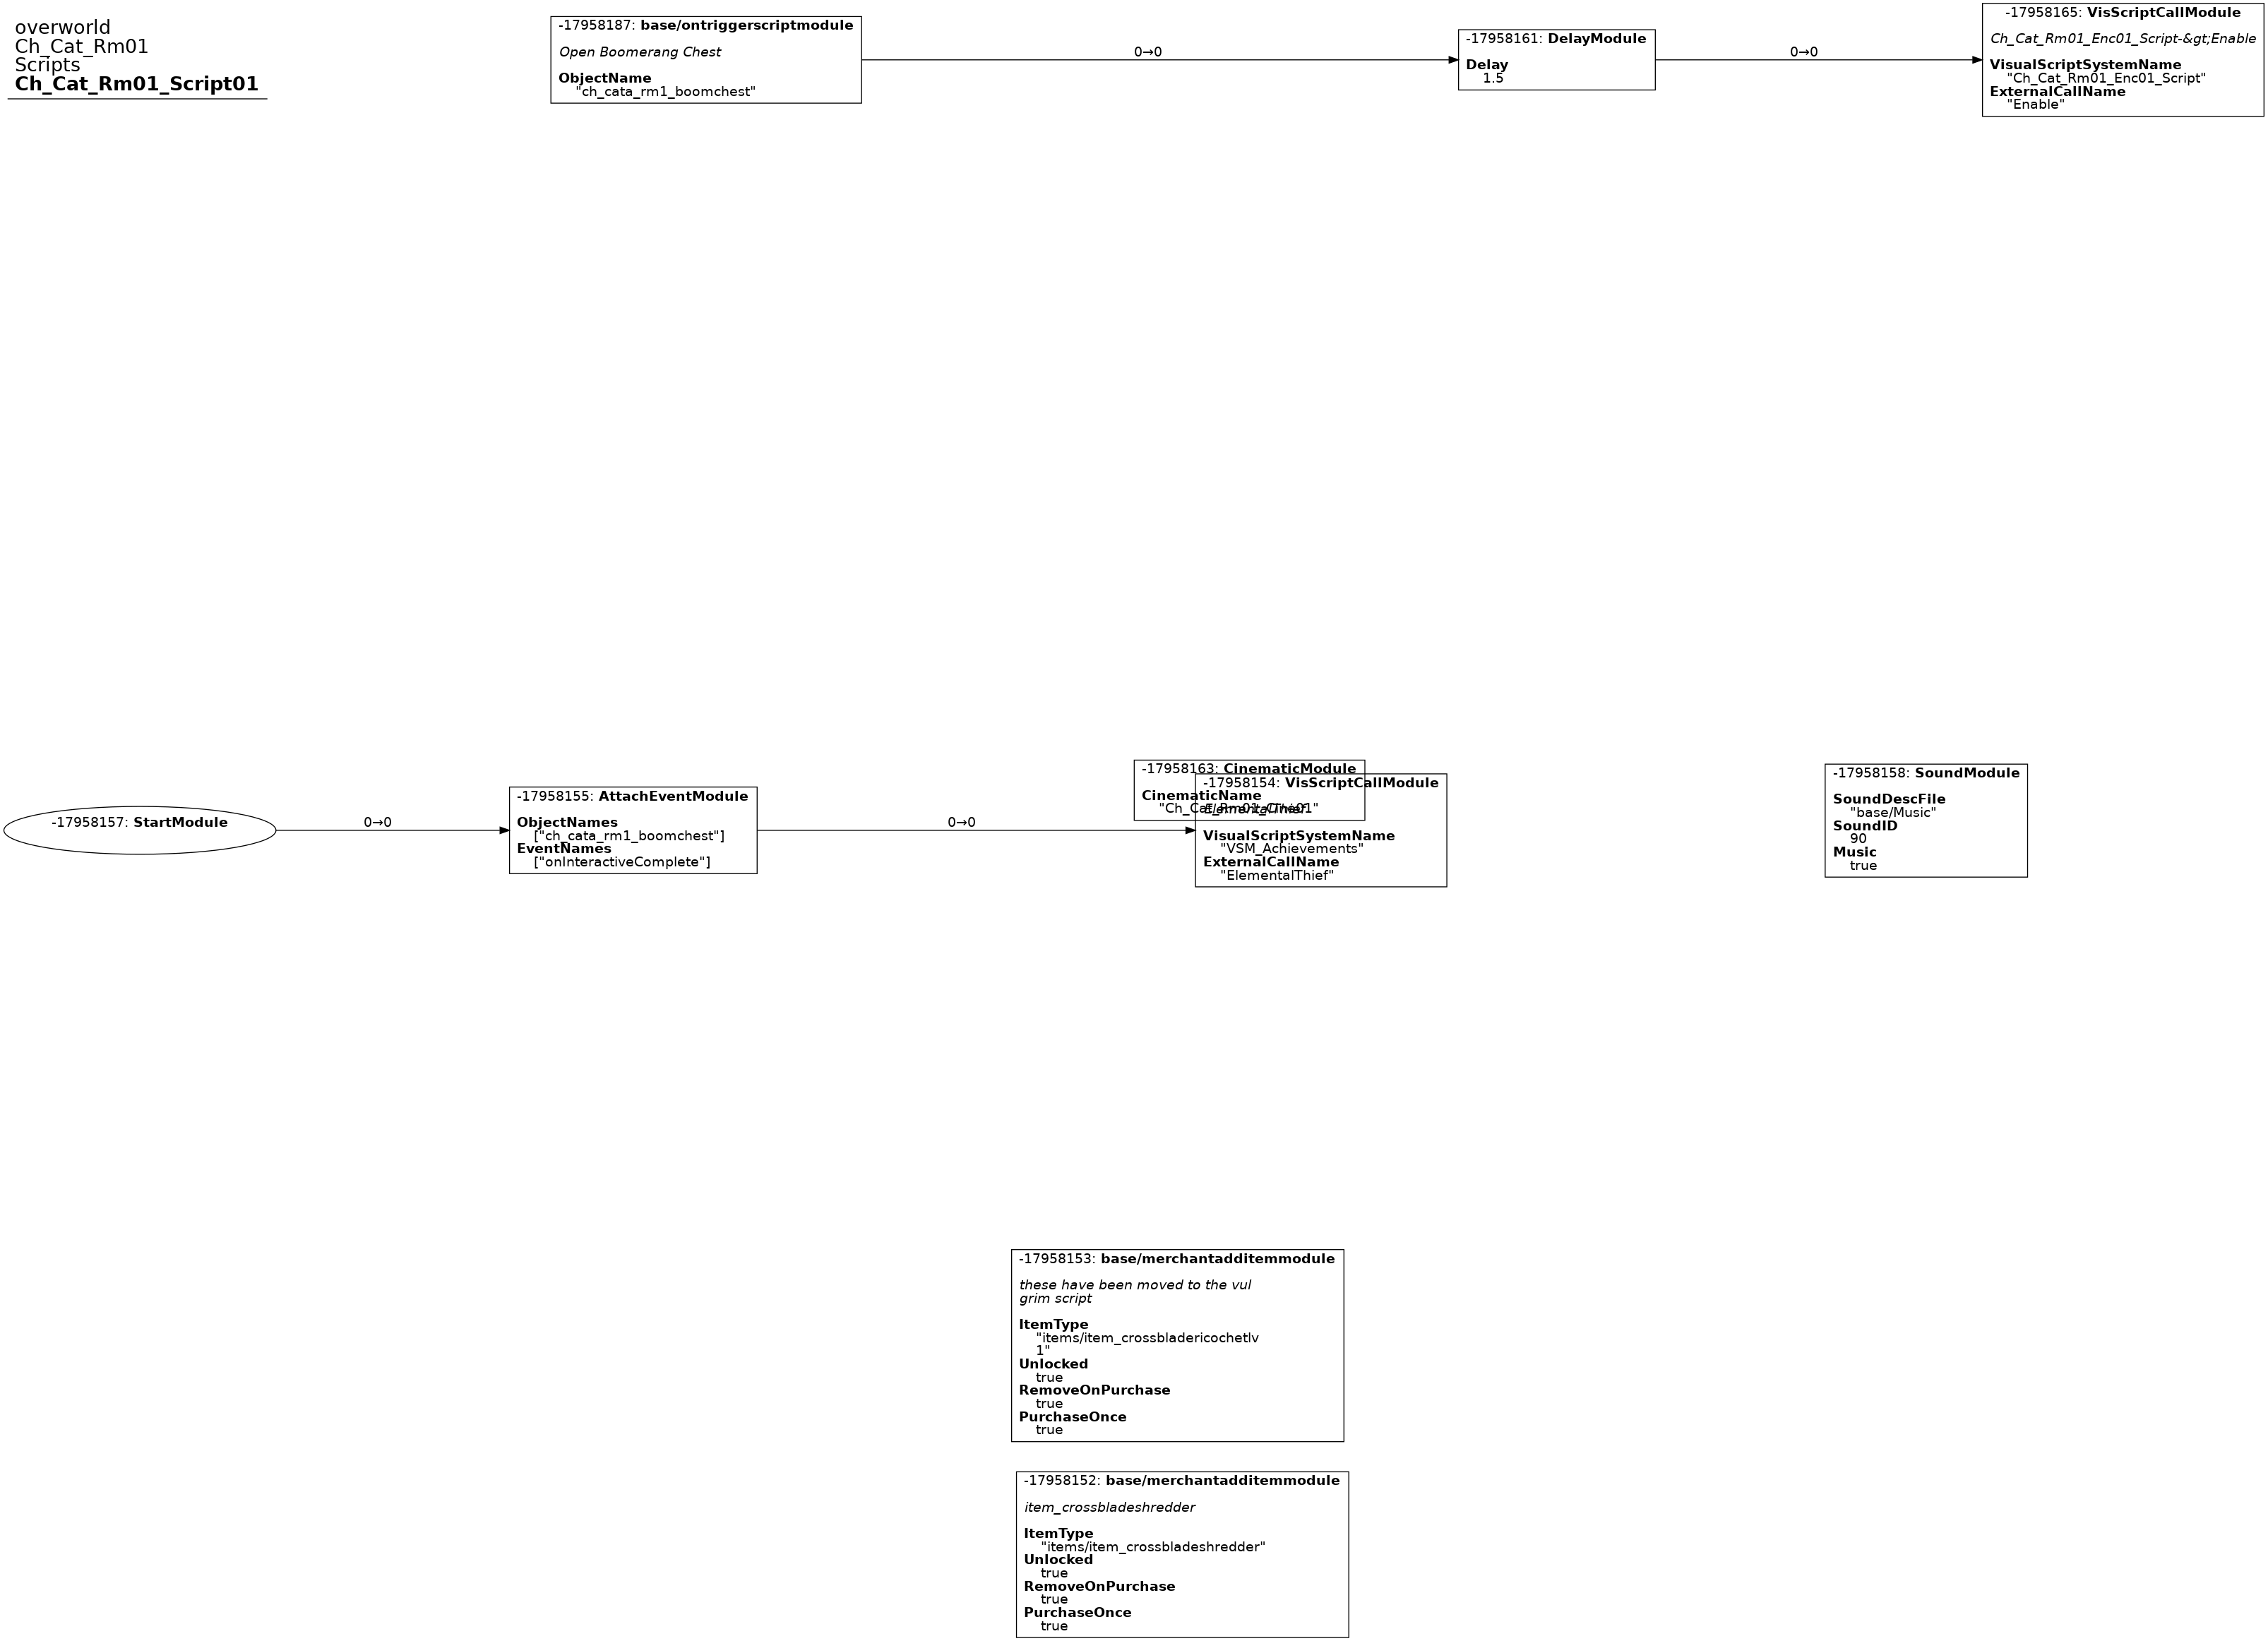 overworld
Ch_Cat_Rm01
Scripts
Ch_Cat_Rm01_Script01
-17958187: base/ontriggerscriptmodule
Open Boomerang Chest
ObjectName
"ch_cata_rm1_boomchest"
0→0
-17958161: DelayModule
Delay
1.5
0→0
-17958165: VisScriptCallModule
Ch_Cat_Rm01_Enc01_Script-&gt;Enable
VisualScriptSystemName
"Ch_Cat_Rm01_Enc01_Script"
ExternalCallName
"Enable"
-17958157: StartModule
0→0
-17958155: AttachEventModule
ObjectNames
["ch_cata_rm1_boomchest"]
EventNames
["onInteractiveComplete"]
0→0
-17958163: CinematicModule
CinematicName
"Ch_Cat_Rm01_Cine01"
-17958154: VisScriptCallModule
ElementalThief
VisualScriptSystemName
"VSM_Achievements"
ExternalCallName
"ElementalThief"
-17958158: SoundModule
SoundDescFile
"base/Music"
SoundID
90
Music
true
-17958153: base/merchantadditemmodule
these have been moved to the vul
grim script
ItemType
"items/item_crossbladericochetlv
1"
Unlocked
true
RemoveOnPurchase
true
PurchaseOnce
true
-17958152: base/merchantadditemmodule
item_crossbladeshredder
ItemType
"items/item_crossbladeshredder"
Unlocked
true
RemoveOnPurchase
true
PurchaseOnce
true